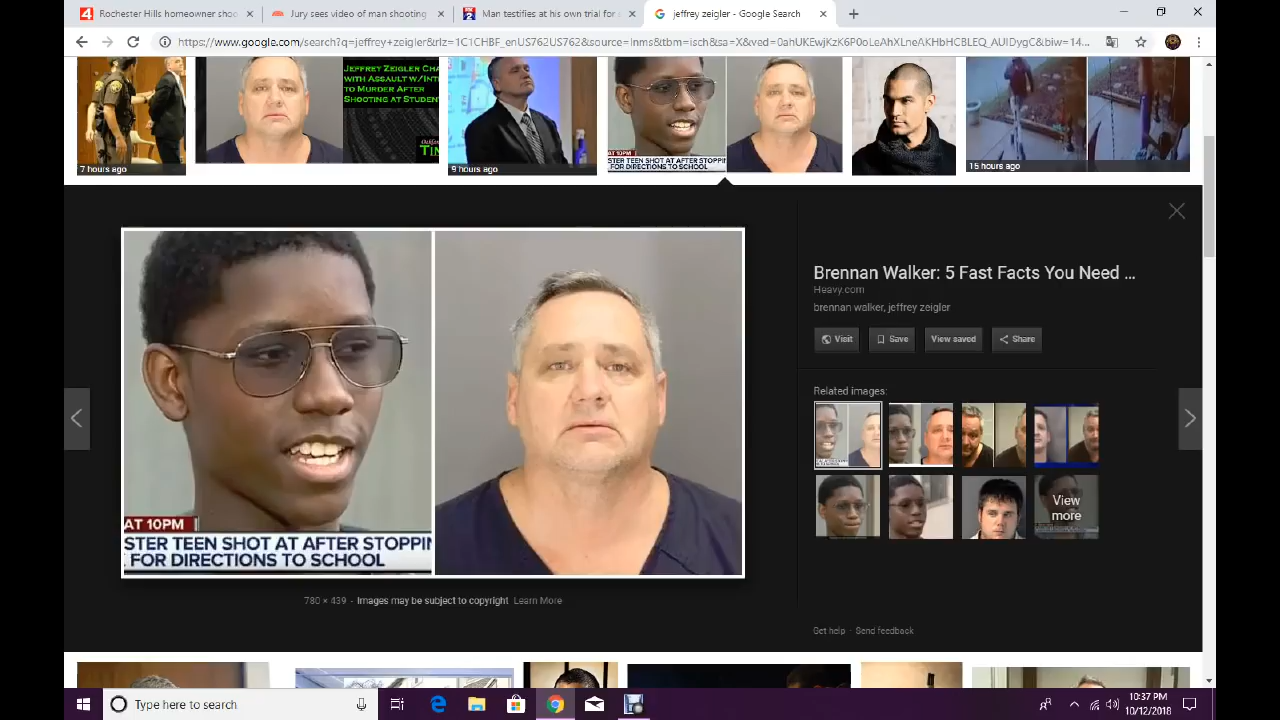 Rochester Hills homeowner shoo
Jury sees video of man shooting
Man testifies at his own trial for a
jeffrey zeigler - Google Search
https://www.google.com/search?q=jeffrey+zeigler&rlz=1C1CHBF_enUS762US762&source=lnms&tbm=isch&sa=X&ved=0ahUKEwjKzK6P0oLeAhXLneAKHbHCBLEQ_AUIDygC&biw=14...
JEFFREY ZEIGLER CHA
WITH ASSAULT W/INT
TO MURDER AFTER
SHOOTING AT STUDEN
AT 10PM
STER TEEN SHOT AT AFTER STOPPIN
FOR DIRECTIONS TO SCHOOL
7 hours ago
9 hours ago
15 hours ago
Brennan Walker: 5 Fast Facts You Need ...
Heavy.com
brennan walker, jeffrey zeigler
Visit Save View saved Share
Related images:
View
more
AT 10PM
STER TEEN SHOT AT AFTER STOPPIN
FOR DIRECTIONS TO SCHOOL
780 × 439 - Images may be subject to copyright Learn More
Get help - Send feedback
Type here to search
10:37 PM
10/12/2018